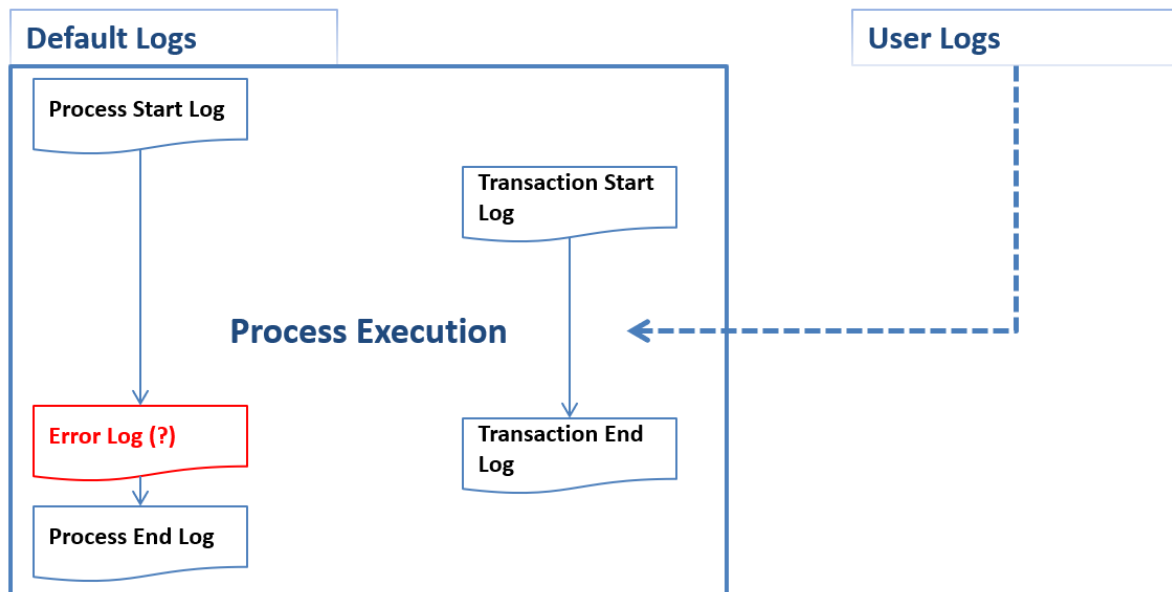 Default Logs
User Logs
Process Start Log
Transaction Start
Log
Process Execution
Error Log (?)
Transaction End
Log
Process End Log